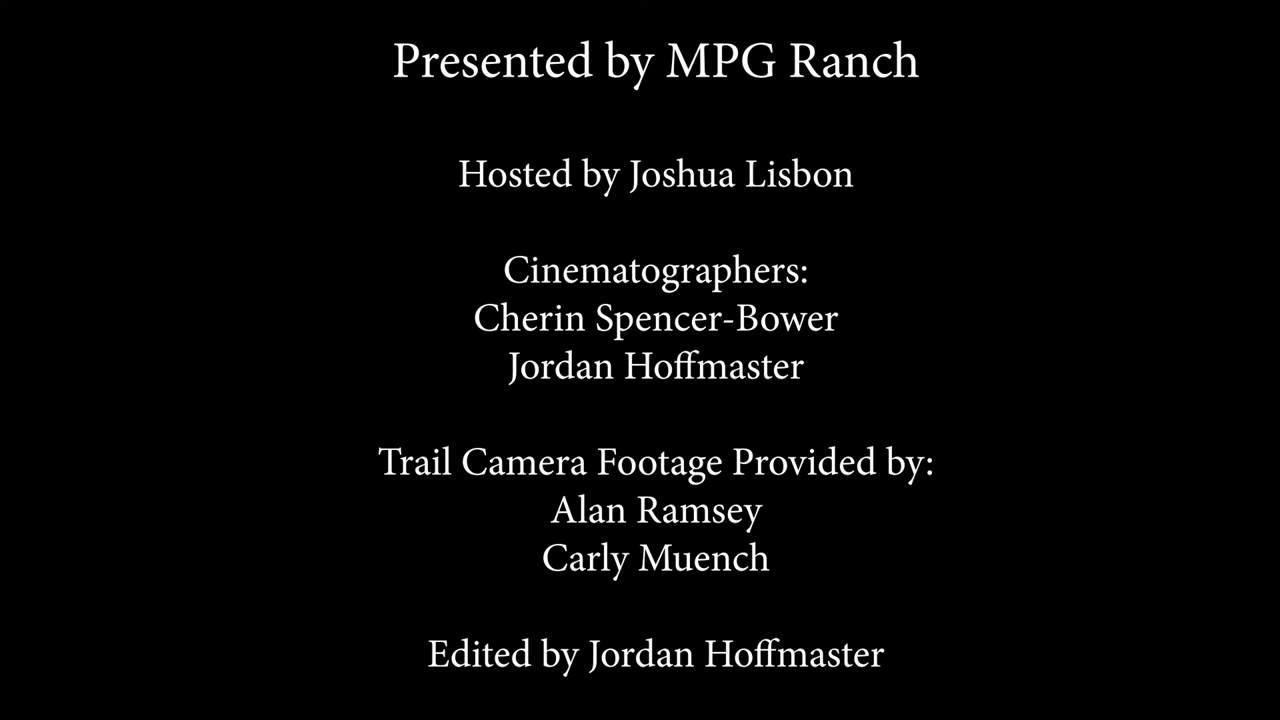 Presented by MPG Ranch
Hosted by Joshua Lisbon
Cinematographers:
Cherin Spencer-Bower
Jordan Hoffmaster
Trail Camera Footage Provided by:
Alan Ramsey
Carly Muench
Edited by Jordan Hoffmaster